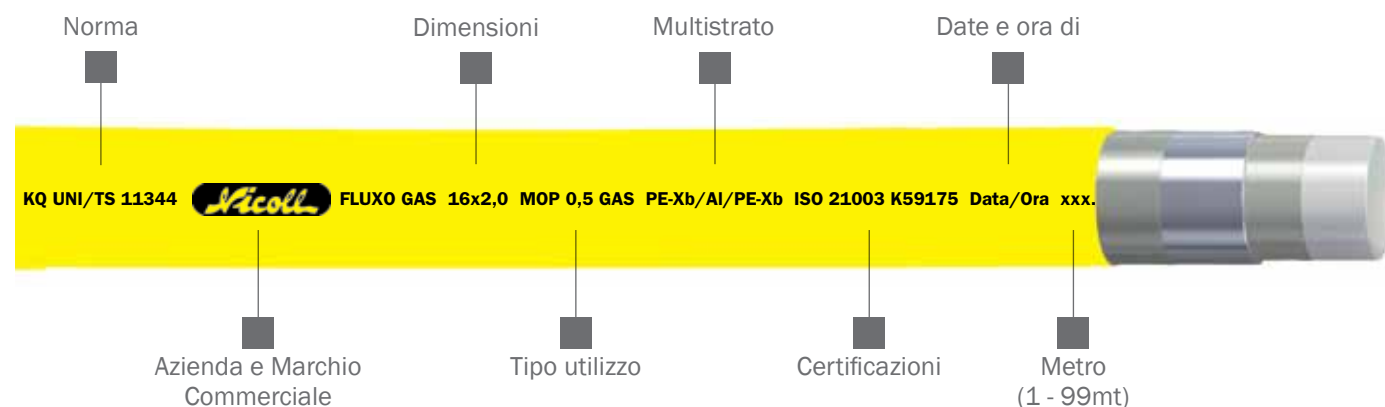 Norma
Dimensioni
Multistrato
Date e ora di
KQ UNI/TS 11344 Nicoll FLUXO GAS 16x2,0 MOP 0,5 GAS PE-Xb/Al/PE-Xb ISO 21003 K59175 Data/Ora xxx.
Azienda e Marchio
Commerciale
Tipo utilizzo
Certificazioni
Metro
(1 - 99mt)